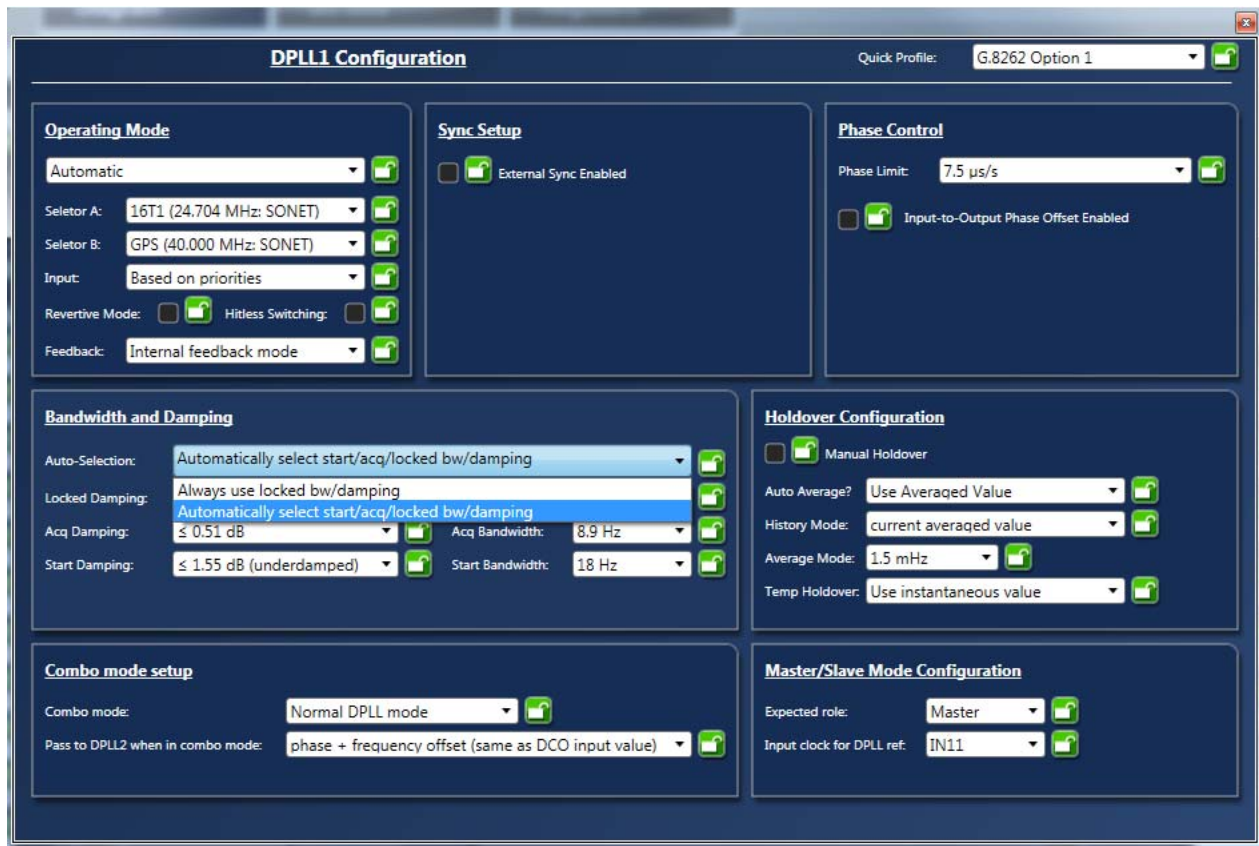 DPLL1 Configuration
Quick Profile: G.8262 Option 1
Operating Mode
Automatic
Seletor A: 16T1 (24.704 MHz: SONET)
Seletor B: GPS (40.000 MHz: SONET)
Input: Based on priorities
Revertive Mode: Hitless Switching:
Feedback: Internal feedback mode
Sync Setup
External Sync Enabled
Phase Control
Phase Limit: 7.5 µs/s
Input-to-Output Phase Offset Enabled
Bandwidth and Damping
Auto-Selection: Automatically select start/acq/locked bw/damping
Always use locked bw/damping
Automatically select start/acq/locked bw/damping
Locked Damping:
Acq Damping: ≤ 0.51 dB Acq Bandwidth: 8.9 Hz
Start Damping: ≤ 1.55 dB (underdamped) Start Bandwidth: 18 Hz
Holdover Configuration
Manual Holdover
Auto Average? Use Averaged Value
History Mode: current averaged value
Average Mode: 1.5 mHz
Temp Holdover: Use instantaneous value
Combo mode setup
Combo mode: Normal DPLL mode
Pass to DPLL2 when in combo mode: phase + frequency offset (same as DCO input value)
Master/Slave Mode Configuration
Expected role: Master
Input clock for DPLL ref: IN11